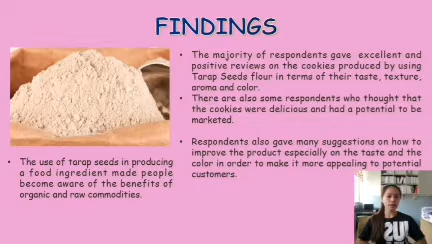 FINDINGS
• The majority of respondents gave excellent and
positive reviews on the cookies produced by using
Tarap Seeds flour in terms of their taste, texture,
aroma and color.
• There are also some respondents who thought that
the cookies were delicious and had a potential to be
marketed.
• Respondents also gave many suggestions on how to
improve the product especially on the taste and the
color in order to make it more appealing to potential
customers.
• The use of tarap seeds in producing
a food ingredient made people
become aware of the benefits of
organic and raw commodities.